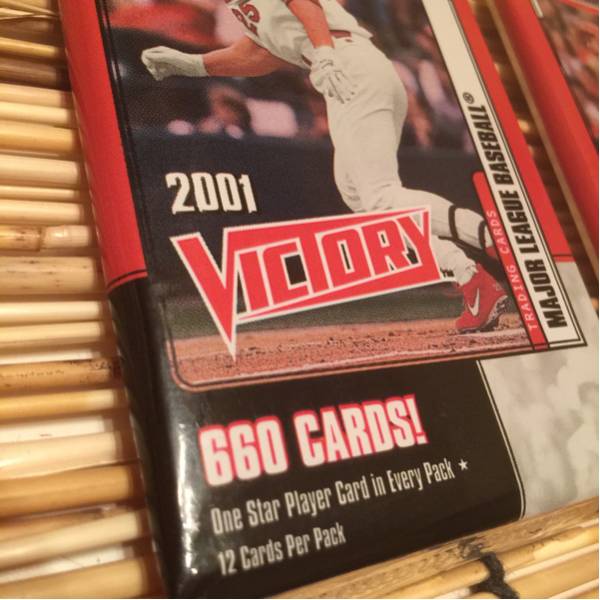 2001
VICTORY
TRADING CARDS
MAJOR LEAGUE BASEBALL®
660 CARDS!
One Star Player Card in Every Pack ★
12 Cards Per Pack